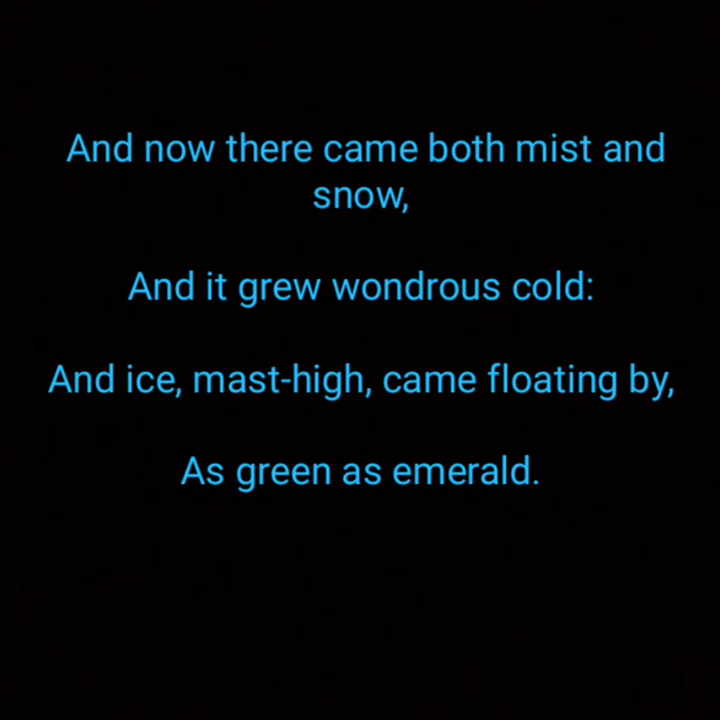 And now there came both mist and
snow,
And it grew wondrous cold:
And ice, mast-high, came floating by,
As green as emerald.